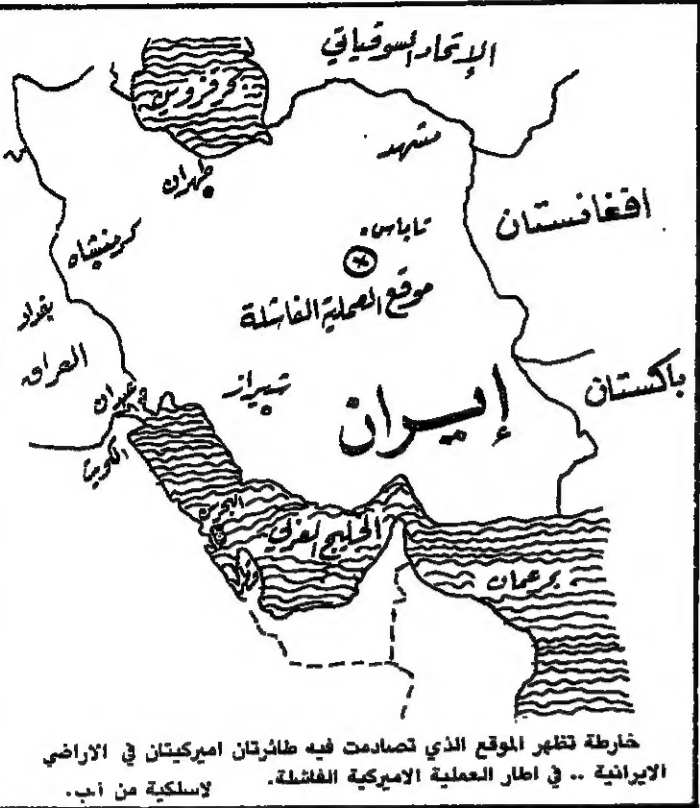 الإتحاد السوفياتي
بحر قزوين
مشهد
طهران
افغانستان
تاباس
كرمنشاه
موقع العملية الفاشلة
بغداد
العراق
شيراز
إيران
باكستان
عبدان
الكويت
البحرين
الخليج العربي
قطر
بحر عمان
خارطة تظهر الموقع الذي تصادمت فيه طائرتان اميركيتان في الاراضي
الايرانية .. في اطار العملية الاميركية الفاشلة. لاسلكية من أ.ب.